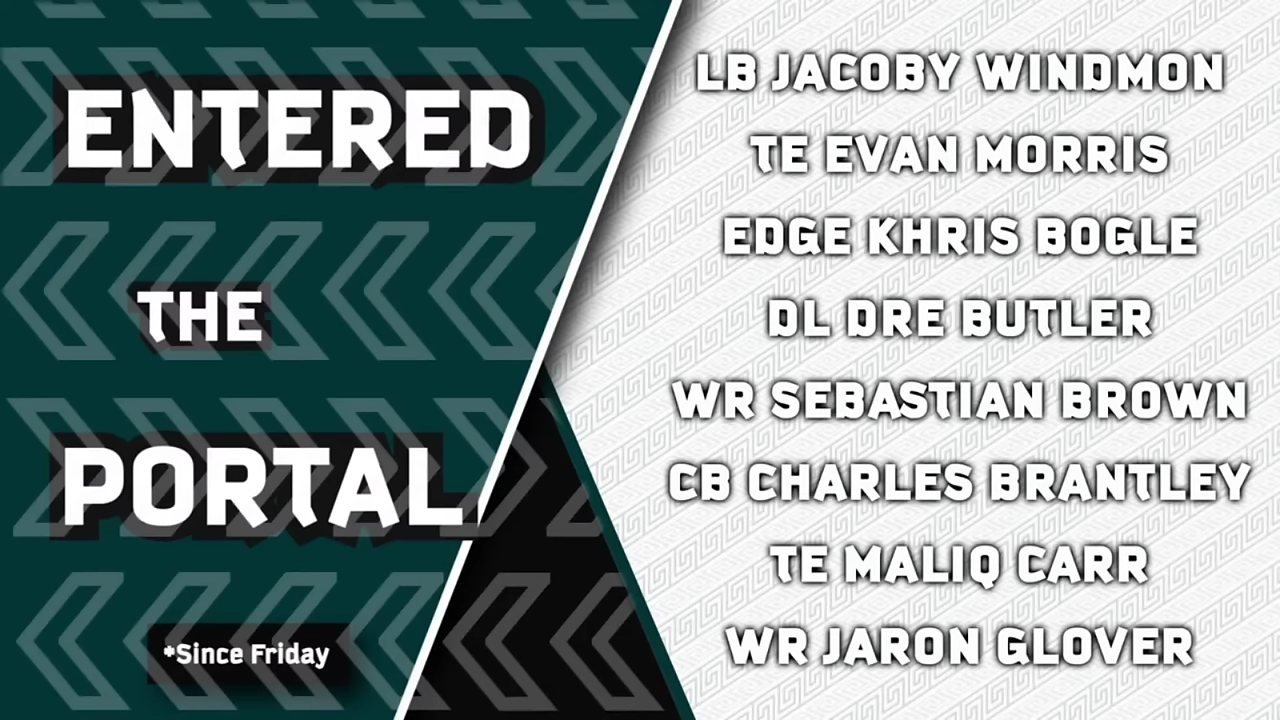 ENTERED
THE
PORTAL
*Since Friday
LB JACOBY WINDMON
TE EVAN MORRIS
EDGE KHRIS BOGLE
DL DRE BUTLER
WR SEBASTIAN BROWN
CB CHARLES BRANTLEY
TE MALIQ CARR
WR JARON GLOVER